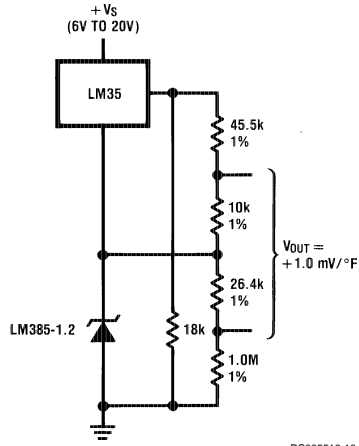 +VS
(6V TO 20V)
LM35
45.5k
1%
10k
1%
VOUT =
+1.0 mV/°F
26.4k
1%
LM385-1.2
18k
1.0M
1%